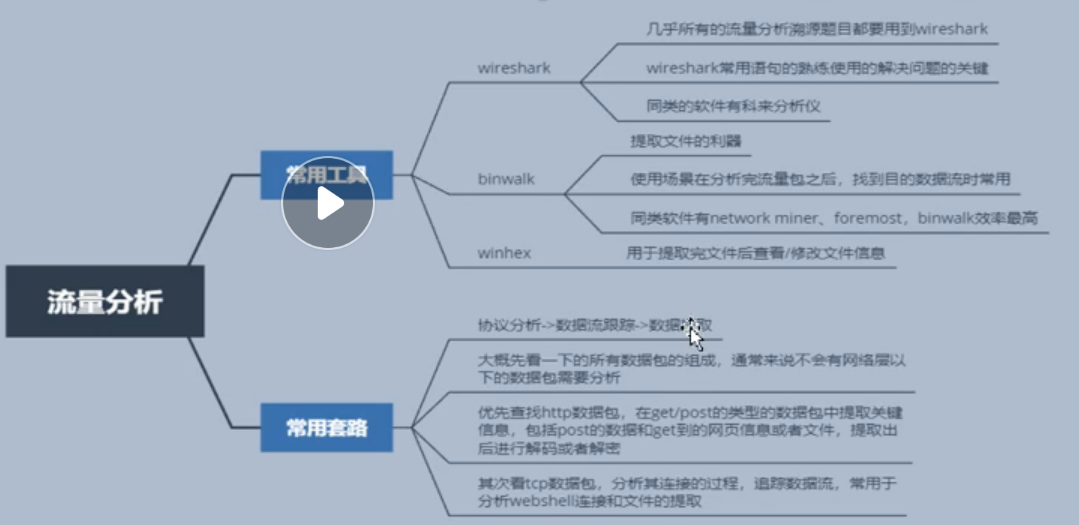 几乎所有的流量分析溯源题目都要用到wireshark
wireshark
wireshark常用语句的熟练使用的解决问题的关键
同类的软件有科来分析仪
常用工具
提取文件的利器
binwalk
使用场景在分析完流量包之后，找到目的数据流时常用
同类软件有network miner、foremost，binwalk效率最高
winhex
用于提取完文件后查看/修改文件信息
流量分析
协议分析->数据流跟踪->数据提取
大概先看一下的所有数据包的组成，通常来说不会有网络层以
下的数据包需要分析
常用套路
优先查找http数据包，在get/post的类型的数据包中提取关键
信息，包括post的数据和get到的网页信息或者文件，提取出
后进行解码或者解密
其次看tcp数据包，分析其连接的过程，追踪数据流，常用于
分析webshell连接和文件的提取